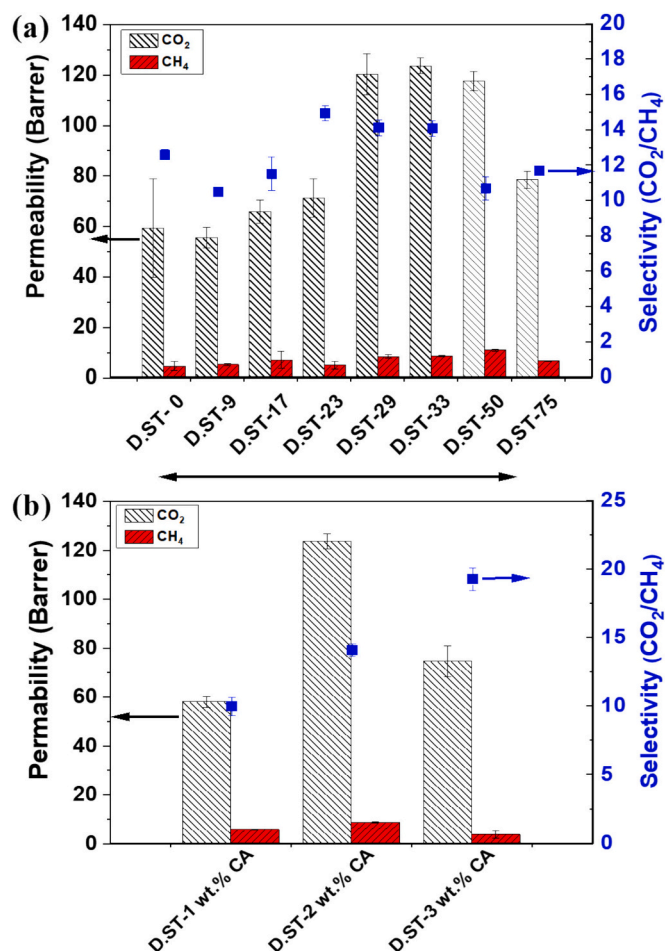 (a)
CO2
CH4
Permeability (Barrer)
140
120
100
80
60
40
20
0
20
18
16
14
12
10
8
6
4
2
0
Selectivity (CO2/CH4)
D.ST- 0
D.ST-9
D.ST-17
D.ST-23
D.ST-29
D.ST-33
D.ST-50
D.ST-75
(b)
CO2
CH4
Permability (Barrer)
140
120
100
80
60
40
20
0
25
20
15
10
5
0
Selectivity (CO2/CH4)
D.ST-1 wt.% CA
D.ST-2 wt.% CA
D.ST-3 wt.% CA